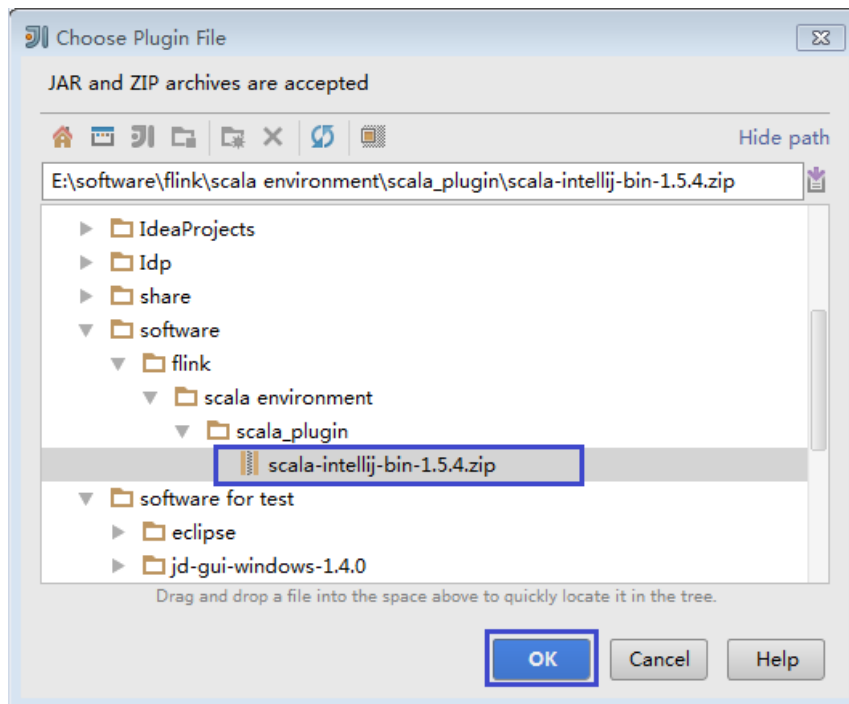 Choose Plugin File
JAR and ZIP archives are accepted
Hide path
E:\software\flink\scala environment\scala_plugin\scala-intellij-bin-1.5.4.zip
IdeaProjects
Idp
share
software
flink
scala environment
scala_plugin
scala-intellij-bin-1.5.4.zip
software for test
eclipse
jd-gui-windows-1.4.0
Drag and drop a file into the space above to quickly locate it in the tree.
OK Cancel Help